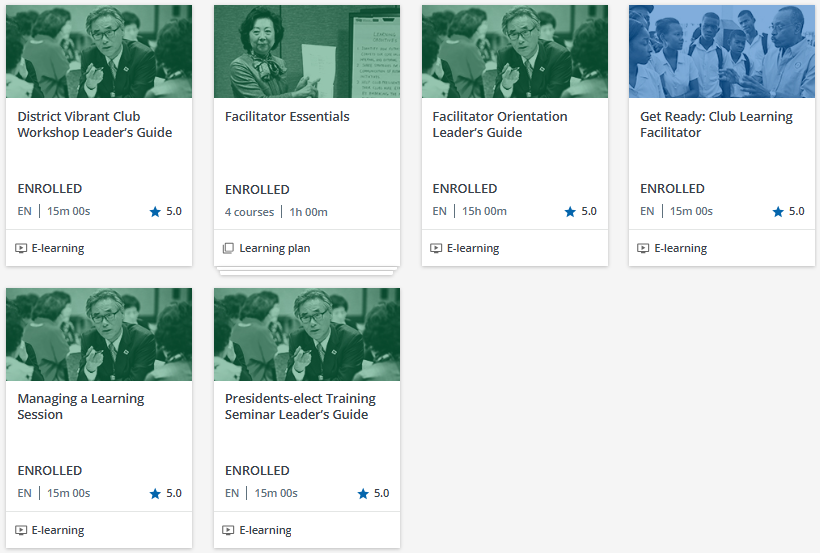 District Vibrant Club
Workshop Leader’s Guide
ENROLLED
EN | 15m 00s ★ 5.0
E-learning
Facilitator Essentials
ENROLLED
4 courses | 1h 00m
Learning plan
Facilitator Orientation
Leader’s Guide
ENROLLED
EN | 15h 00m ★ 5.0
E-learning
Get Ready: Club Learning
Facilitator
ENROLLED
EN | 15m 00s ★ 5.0
E-learning
Managing a Learning
Session
ENROLLED
EN | 15m 00s ★ 5.0
E-learning
Presidents-elect Training
Seminar Leader’s Guide
ENROLLED
EN | 15m 00s ★ 5.0
E-learning